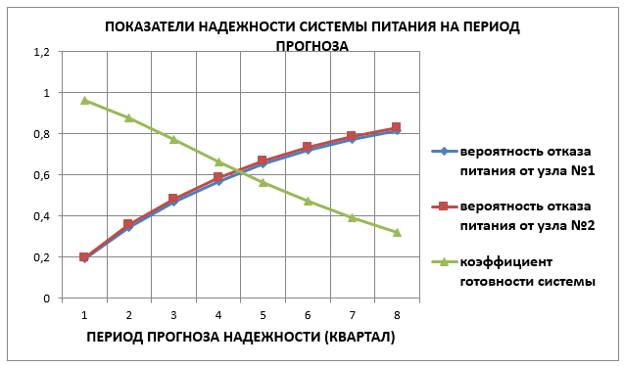 ПОКАЗАТЕЛИ НАДЕЖНОСТИ СИСТЕМЫ ПИТАНИЯ НА ПЕРИОД
ПРОГНОЗА
1,2
1
0,8
0,6
0,4
0,2
0
1 2 3 4 5 6 7 8
ПЕРИОД ПРОГНОЗА НАДЕЖНОСТИ (КВАРТАЛ)
вероятность отказа
питания от узла №1
вероятность отказа
питания от узла №2
коэффициент
готовности системы